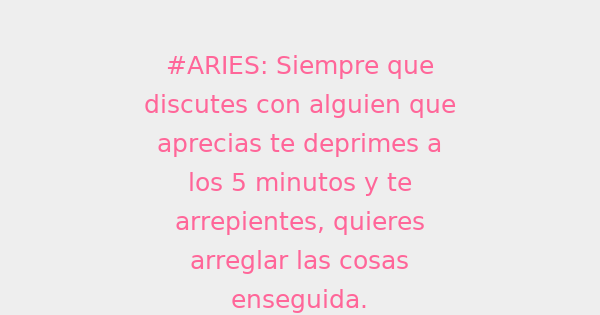 #ARIES: Siempre que
discutes con alguien que
aprecias te deprimes a
los 5 minutos y te
arrepientes, quieres
arreglar las cosas
enseguida.